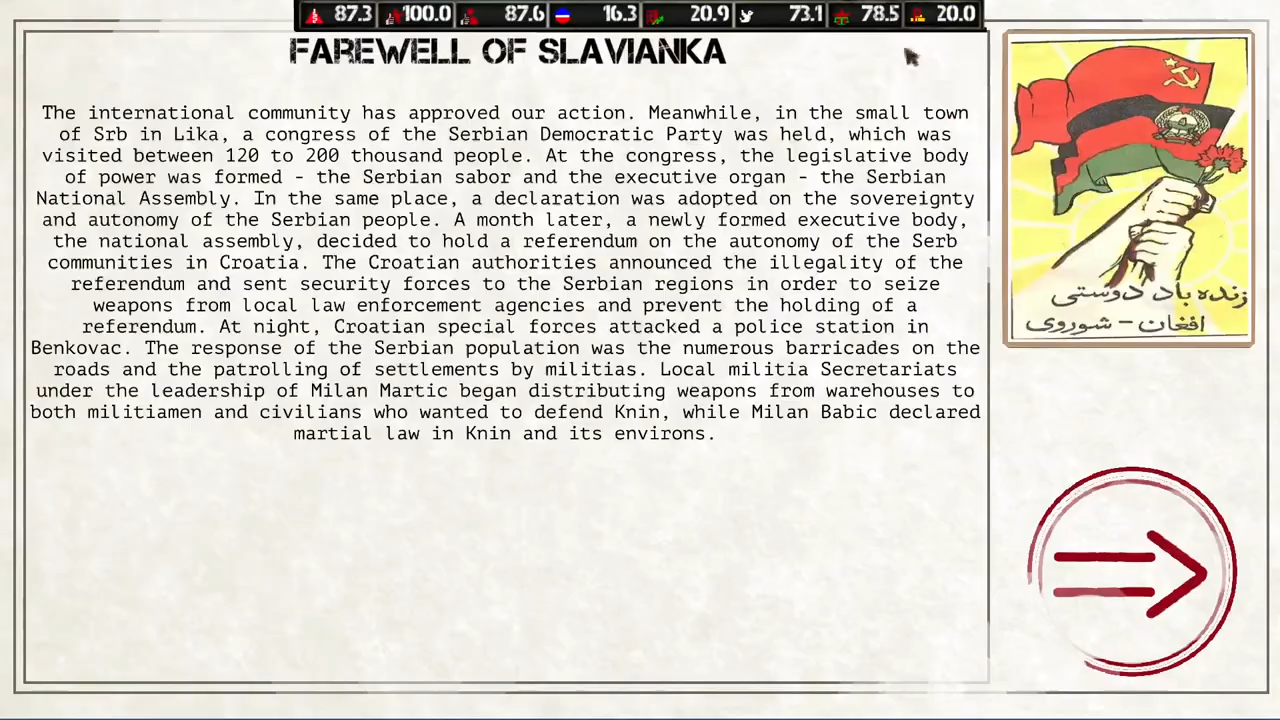 87.3 100.0 87.6 16.3 20.9 73.1 78.5 20.0
FAREWELL OF SLAVIANKA
The international community has approved our action. Meanwhile, in the small town
of Srb in Lika, a congress of the Serbian Democratic Party was held, which was
visited between 120 to 200 thousand people. At the congress, the legislative body
of power was formed - the Serbian sabor and the executive organ - the Serbian
National Assembly. In the same place, a declaration was adopted on the sovereignty
and autonomy of the Serbian people. A month later, a newly formed executive body,
the national assembly, decided to hold a referendum on the autonomy of the Serb
communities in Croatia. The Croatian authorities announced the illegality of the
referendum and sent security forces to the Serbian regions in order to seize
weapons from local law enforcement agencies and prevent the holding of a
referendum. At night, Croatian special forces attacked a police station in
Benkovac. The response of the Serbian population was the numerous barricades on the
roads and the patrolling of settlements by militias. Local militia Secretariats
under the leadership of Milan Martic began distributing weapons from warehouses to
both militiamen and civilians who wanted to defend Knin, while Milan Babic declared
martial law in Knin and its environs.
زنده باد دوستی
افغان - شوروی